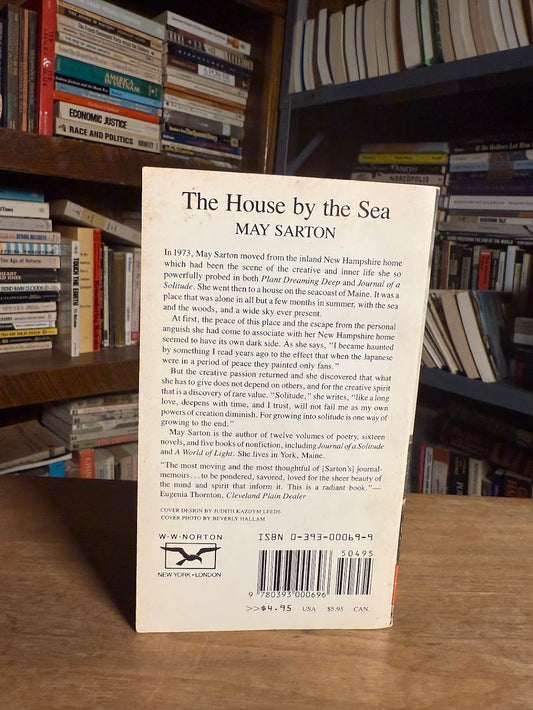 The House by the Sea
MAY SARTON
In 1973, May Sarton moved from the inland New Hampshire home
which had been the scene of the creative and inner life she so
powerfully probed in both Plant Dreaming Deep and Journal of a
Solitude. She went then to a house on the seacoast of Maine. It was a
place that was alone in all but a few months in summer, with the sea
and the woods, and a wide sky ever present.
At first, the peace of this place and the escape from the personal
anguish she had come to associate with her New Hampshire home
seemed to have its own dark side. As she says, "I became haunted
by something I read years ago to the effect that when the Japanese
were in a period of peace they painted only fans."
But the creative passion returned and she discovered that what
she has to give does not depend on others, and for the creative spirit
that is a discovery of rare value. "Solitude," she writes, "like a long
love, deepens with time, and I trust, will not fail me as my own
powers of creation diminish. For growing into solitude is one way of
growing to the end."
May Sarton is the author of twelve volumes of poetry, sixteen
novels, and five books of nonfiction, including Journal of a Solitude
and A World of Light. She lives in York, Maine.
"The most moving and the most thoughtful of [Sarton's] journal-
memoirs . . . to be pondered, savored, loved for the sheer beauty of
the mind and spirit that inform it. This is a radiant book."—
Eugenia Thornton, Cleveland Plain Dealer
COVER DESIGN BY JUDITH KAZDYM LEEDS
COVER PHOTO BY BEVERLY HALLAM
W·W·NORTON
NEW YORK · LONDON
ISBN 0-393-00069-9
50495
9 780393 000696
>>$4.95 USA $5.95 CAN.
AMERICA IN VIETNAM
ECONOMIC JUSTICE
RACE AND POLITICS
The Age of Reform
TOUCH THE EARTH